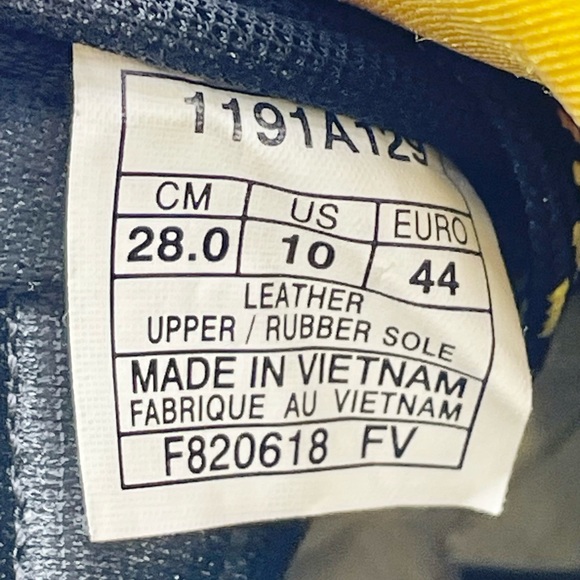 1191A129
CM US EURO
28.0 10 44
LEATHER
UPPER / RUBBER SOLE
MADE IN VIETNAM
FABRIQUE AU VIETNAM
F820618 FV